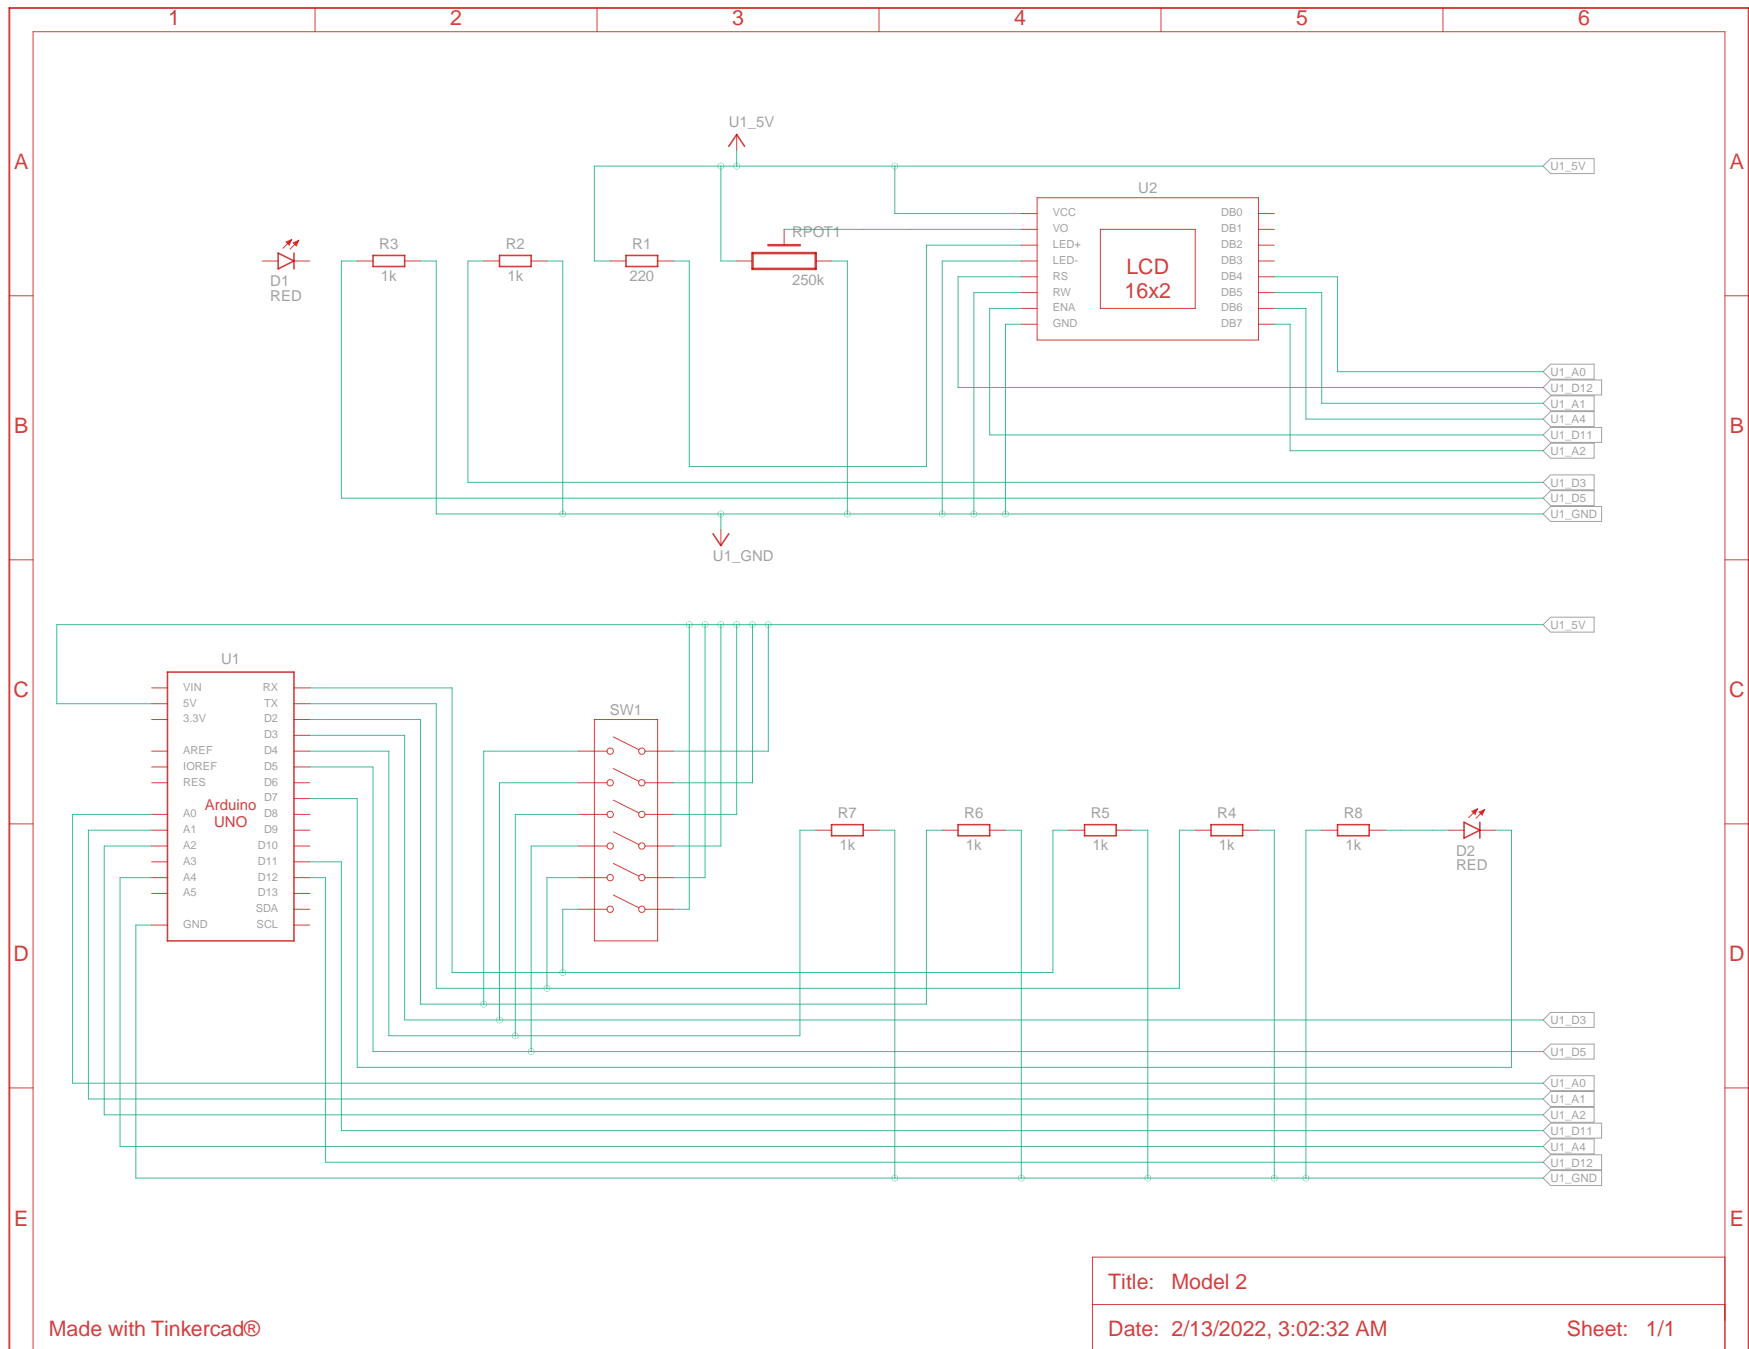 1 2 3 4 5 6
A A
B B
C C
D D
E E
U1_5V
U1_5V
U2
VCC DB0
VO DB1
LED+ DB2
LED- DB3
RS DB4
RW DB5
ENA DB6
GND DB7
LCD
16x2
D1
RED
R3
1k
R2
1k
R1
220
RPOT1
250k
U1_A0
U1_D12
U1_A1
U1_A4
U1_D11
U1_A2
U1_D3
U1_D5
U1_GND
U1_GND
U1_5V
U1
VIN RX
5V TX
3.3V D2
D3
AREF D4
IOREF D5
RES D6
D7
A0 D8
A1 D9
A2 D10
A3 D11
A4 D12
A5 D13
SDA
GND SCL
Arduino
UNO
SW1
R7
1k
R6
1k
R5
1k
R4
1k
R8
1k
D2
RED
U1_D3
U1_D5
U1_A0
U1_A1
U1_A2
U1_D11
U1_A4
U1_D12
U1_GND
Title: Model 2
Made with Tinkercad®
Date: 2/13/2022, 3:02:32 AM Sheet: 1/1